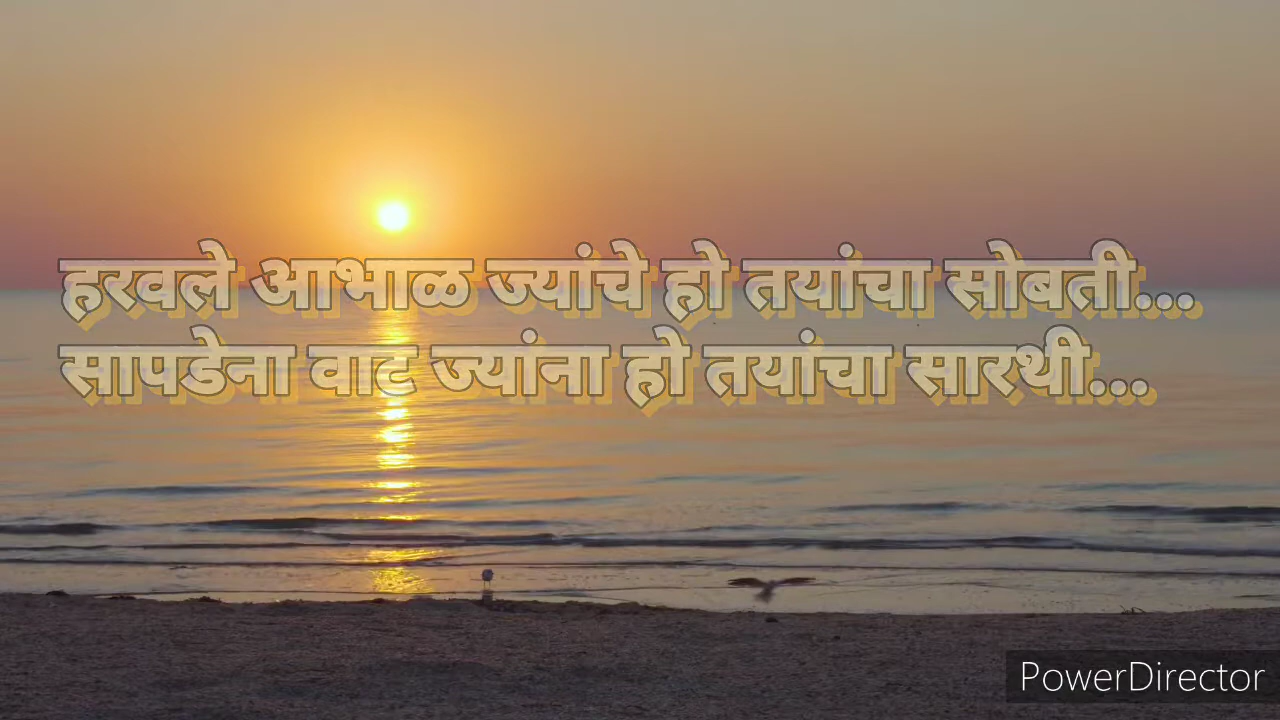 हरवले आभाळ ज्यांचे हो तयांचा सोबती...
सापडेना वाट ज्यांना हो तयांचा सारथी...
PowerDirector